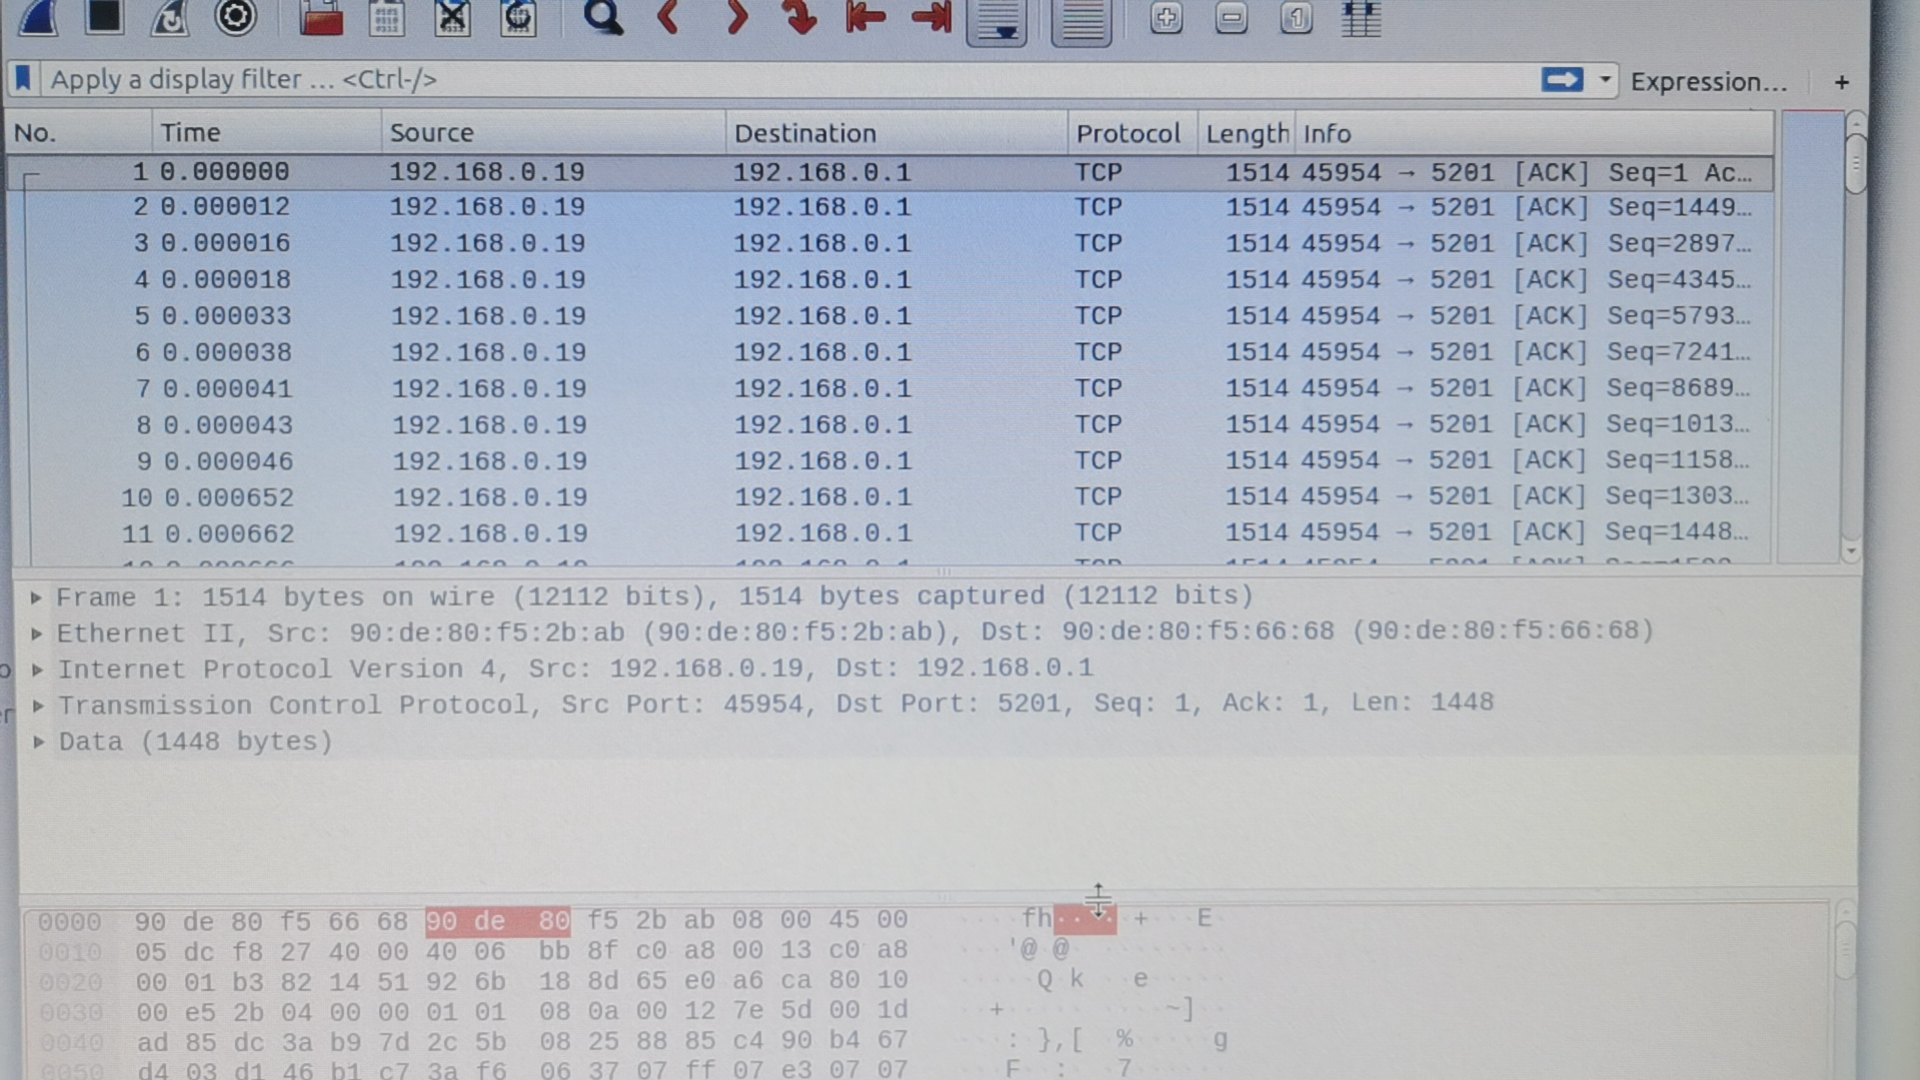 Apply a display filter … <Ctrl-/> Expression… +
No. Time Source Destination Protocol Length Info
1 0.000000 192.168.0.19 192.168.0.1 TCP 1514 45954 → 5201 [ACK] Seq=1 Ac…
2 0.000012 192.168.0.19 192.168.0.1 TCP 1514 45954 → 5201 [ACK] Seq=1449…
3 0.000016 192.168.0.19 192.168.0.1 TCP 1514 45954 → 5201 [ACK] Seq=2897…
4 0.000018 192.168.0.19 192.168.0.1 TCP 1514 45954 → 5201 [ACK] Seq=4345…
5 0.000033 192.168.0.19 192.168.0.1 TCP 1514 45954 → 5201 [ACK] Seq=5793…
6 0.000038 192.168.0.19 192.168.0.1 TCP 1514 45954 → 5201 [ACK] Seq=7241…
7 0.000041 192.168.0.19 192.168.0.1 TCP 1514 45954 → 5201 [ACK] Seq=8689…
8 0.000043 192.168.0.19 192.168.0.1 TCP 1514 45954 → 5201 [ACK] Seq=1013…
9 0.000046 192.168.0.19 192.168.0.1 TCP 1514 45954 → 5201 [ACK] Seq=1158…
10 0.000652 192.168.0.19 192.168.0.1 TCP 1514 45954 → 5201 [ACK] Seq=1303…
11 0.000662 192.168.0.19 192.168.0.1 TCP 1514 45954 → 5201 [ACK] Seq=1448…
Frame 1: 1514 bytes on wire (12112 bits), 1514 bytes captured (12112 bits)
Ethernet II, Src: 90:de:80:f5:2b:ab (90:de:80:f5:2b:ab), Dst: 90:de:80:f5:66:68 (90:de:80:f5:66:68)
Internet Protocol Version 4, Src: 192.168.0.19, Dst: 192.168.0.1
Transmission Control Protocol, Src Port: 45954, Dst Port: 5201, Seq: 1, Ack: 1, Len: 1448
Data (1448 bytes)
0000 90 de 80 f5 66 68 90 de 80 f5 2b ab 08 00 45 00 ····fh·· ··+···E·
0010 05 dc f8 27 40 00 40 06 bb 8f c0 a8 00 13 c0 a8 ···'@·@· ········
0020 00 01 b3 82 14 51 92 6b 18 8d 65 e0 a6 ca 80 10 ·····Q·k ··e·····
0030 00 e5 2b 04 00 00 01 01 08 0a 00 12 7e 5d 00 1d ··+····· ····~]··
0040 ad 85 dc 3a b9 7d 2c 5b 08 25 88 85 c4 90 b4 67 ···:·},[ ·%·····g
0050 d4 03 d1 46 b1 c7 3a f6 06 37 07 ff 07 e3 07 07 ···F··:· ·7······